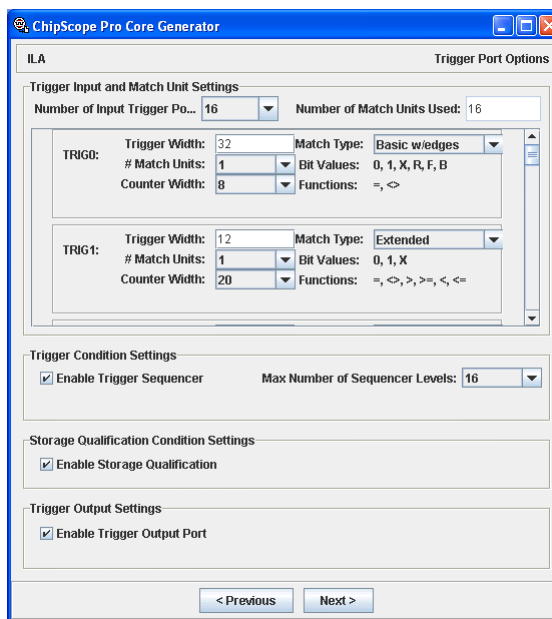 ChipScope Pro Core Generator
ILA Trigger Port Options
Trigger Input and Match Unit Settings
Number of Input Trigger Po... 16 Number of Match Units Used: 16
TRIG0: Trigger Width: 32 Match Type: Basic w/edges
# Match Units: 1 Bit Values: 0, 1, X, R, F, B
Counter Width: 8 Functions: =, <>
TRIG1: Trigger Width: 12 Match Type: Extended
# Match Units: 1 Bit Values: 0, 1, X
Counter Width: 20 Functions: =, <>, >, >=, <, <=
Trigger Condition Settings
Enable Trigger Sequencer Max Number of Sequencer Levels: 16
Storage Qualification Condition Settings
Enable Storage Qualification
Trigger Output Settings
Enable Trigger Output Port
< Previous Next >